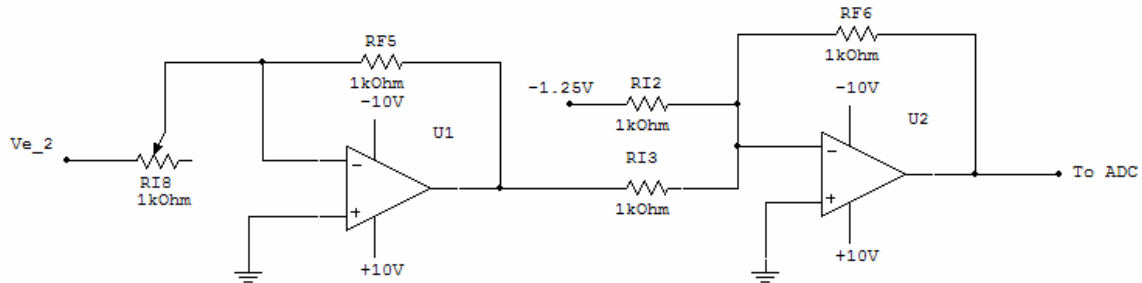 RF5
1kOhm
-10V
U1
Ve_2
RI8
1kOhm
+10V
-1.25V
RI2
1kOhm
RI3
1kOhm
RF6
1kOhm
-10V
U2
To ADC
+10V